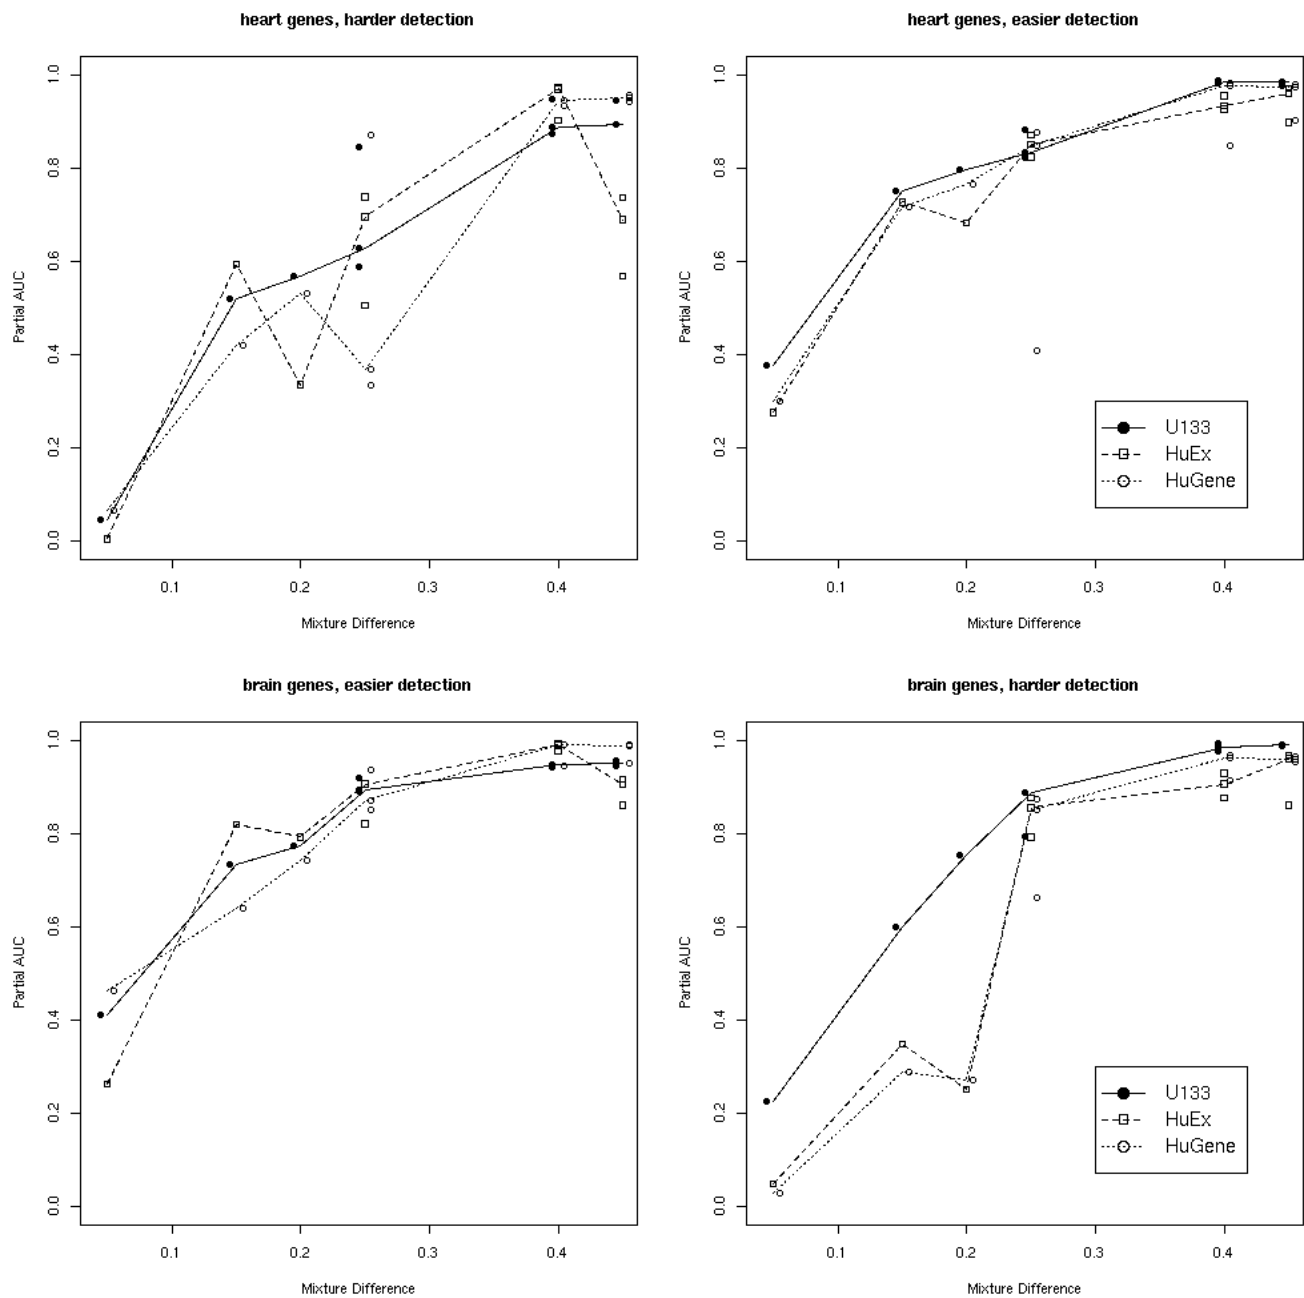 heart genes, harder detection
Partial AUC
0.0
0.2
0.4
0.6
0.8
1.0
0.1
0.2
0.3
0.4
Mixture Difference
heart genes, easier detection
Partial AUC
0.0
0.2
0.4
0.6
0.8
1.0
U133
HuEx
HuGene
0.1
0.2
0.3
0.4
Mixture Difference
brain genes, easier detection
Partial AUC
0.0
0.2
0.4
0.6
0.8
1.0
0.1
0.2
0.3
0.4
Mixture Difference
brain genes, harder detection
Partial AUC
0.0
0.2
0.4
0.6
0.8
1.0
U133
HuEx
HuGene
0.1
0.2
0.3
0.4
Mixture Difference